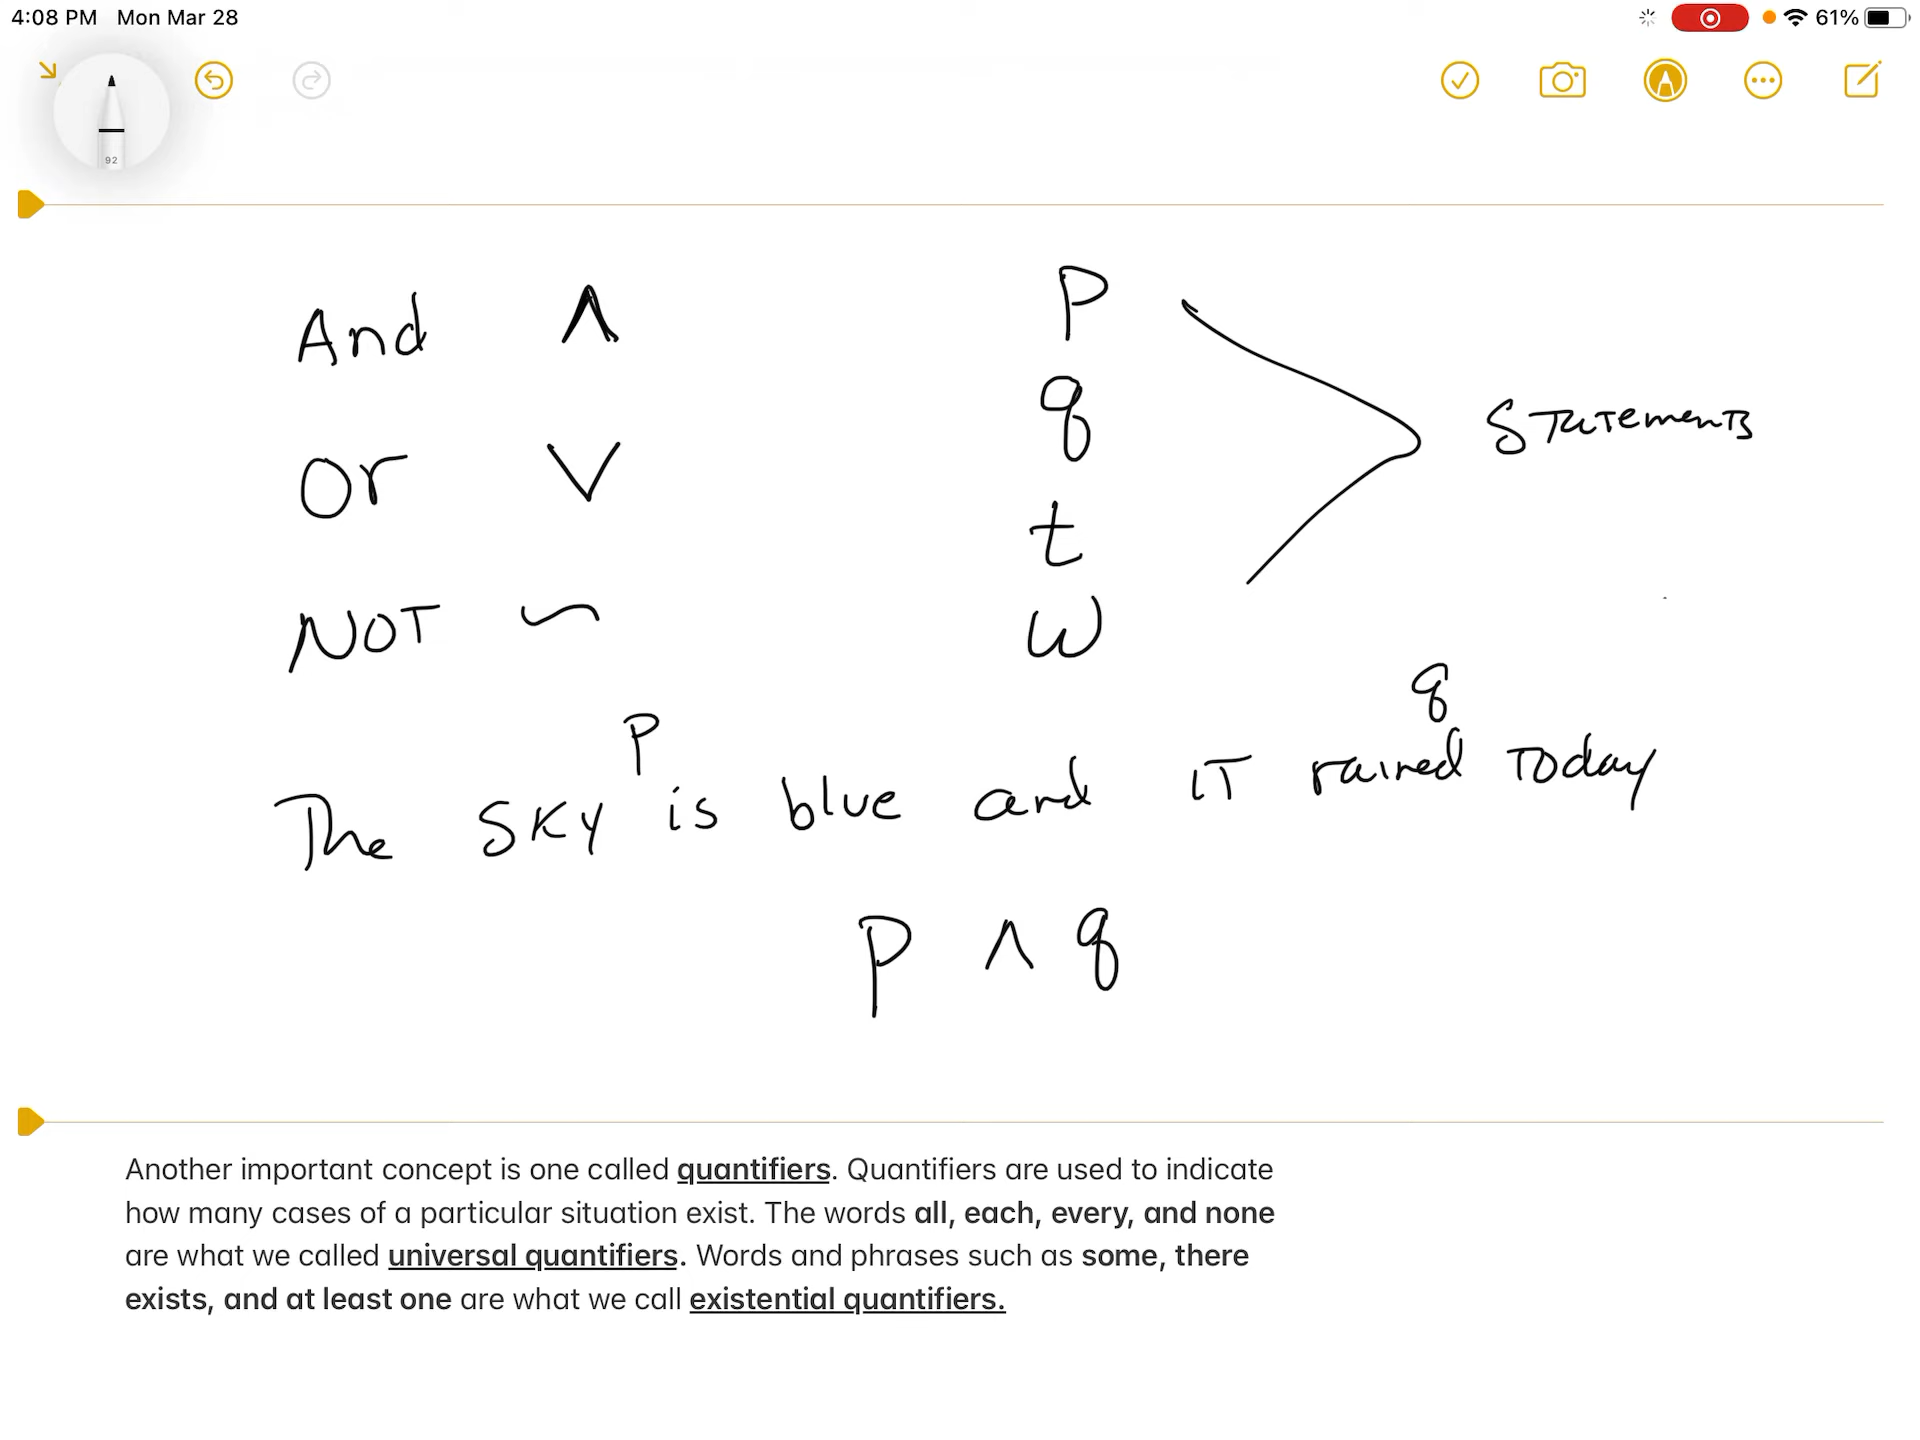 4:08 PM Mon Mar 28 61%
92
And ∧ P
q
Statements
Or ∨
t
NOT ~ W
P q
The sky is blue and it rained today
P ∧ q
Another important concept is one called quantifiers. Quantifiers are used to indicate
how many cases of a particular situation exist. The words all, each, every, and none
are what we called universal quantifiers. Words and phrases such as some, there
exists, and at least one are what we call existential quantifiers.